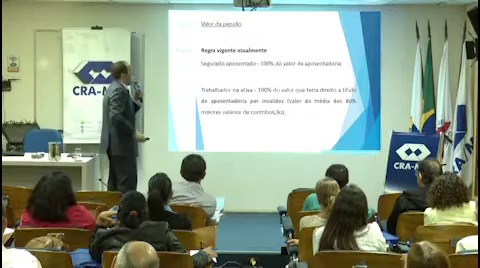 Valor da pensão
Regra vigente atualmente
Segurado aposentado - 100% do valor da aposentadoria;
Trabalhador na ativa - 100% do valor que teria direito a título
de aposentadoria por invalidez (valor da média dos 80%
maiores salários de contribuição).
CRA-M
CRA-M